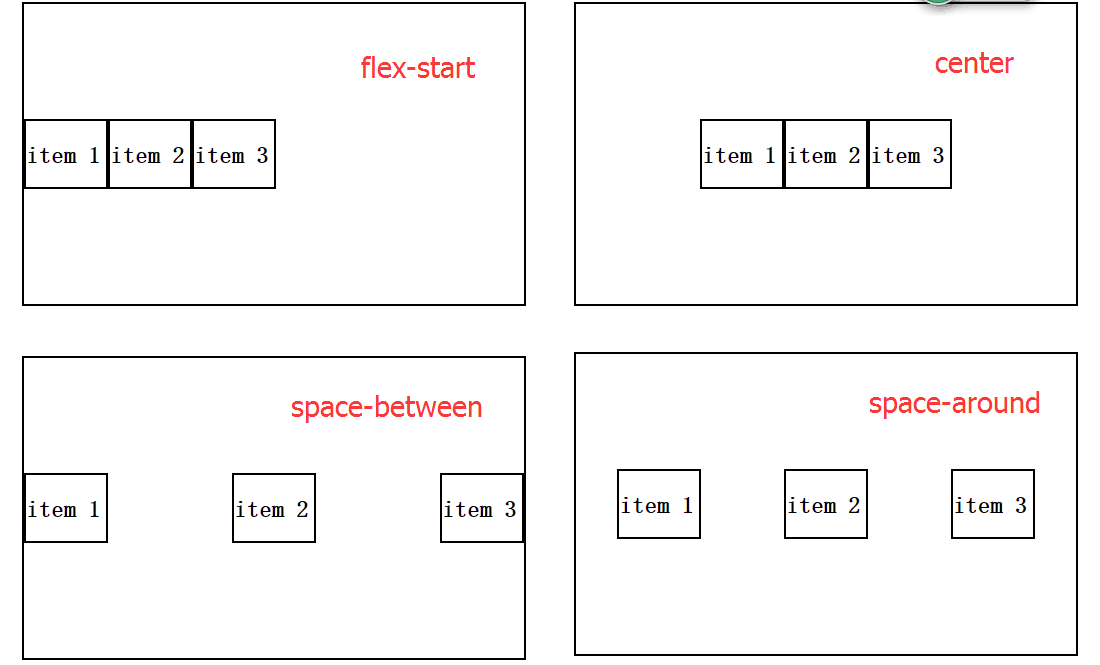 flex-start
item 1 item 2 item 3
center
item 1 item 2 item 3
space-between
item 1 item 2 item 3
space-around
item 1 item 2 item 3